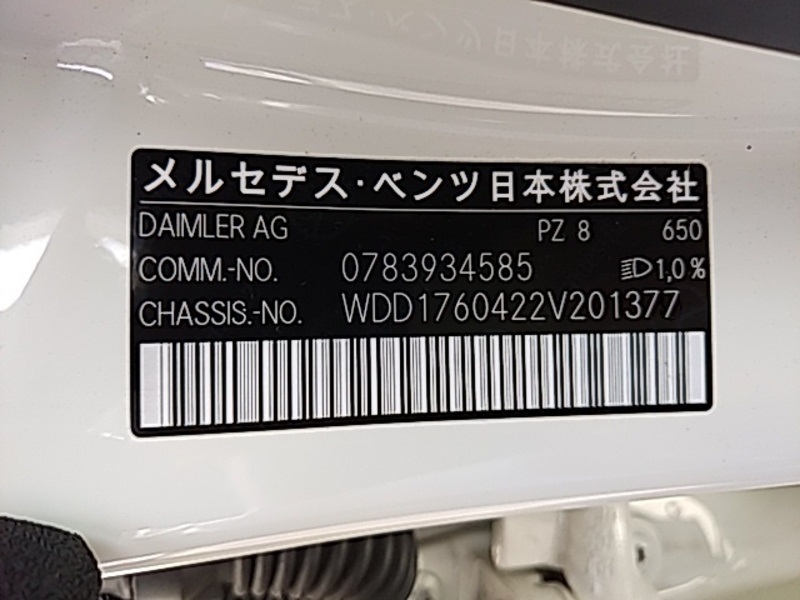 メルセデス・ベンツ日本株式会社
DAIMLER AG PZ 8 650
COMM.-NO. 0783934585 1,0%
CHASSIS.-NO. WDD1760422V201377